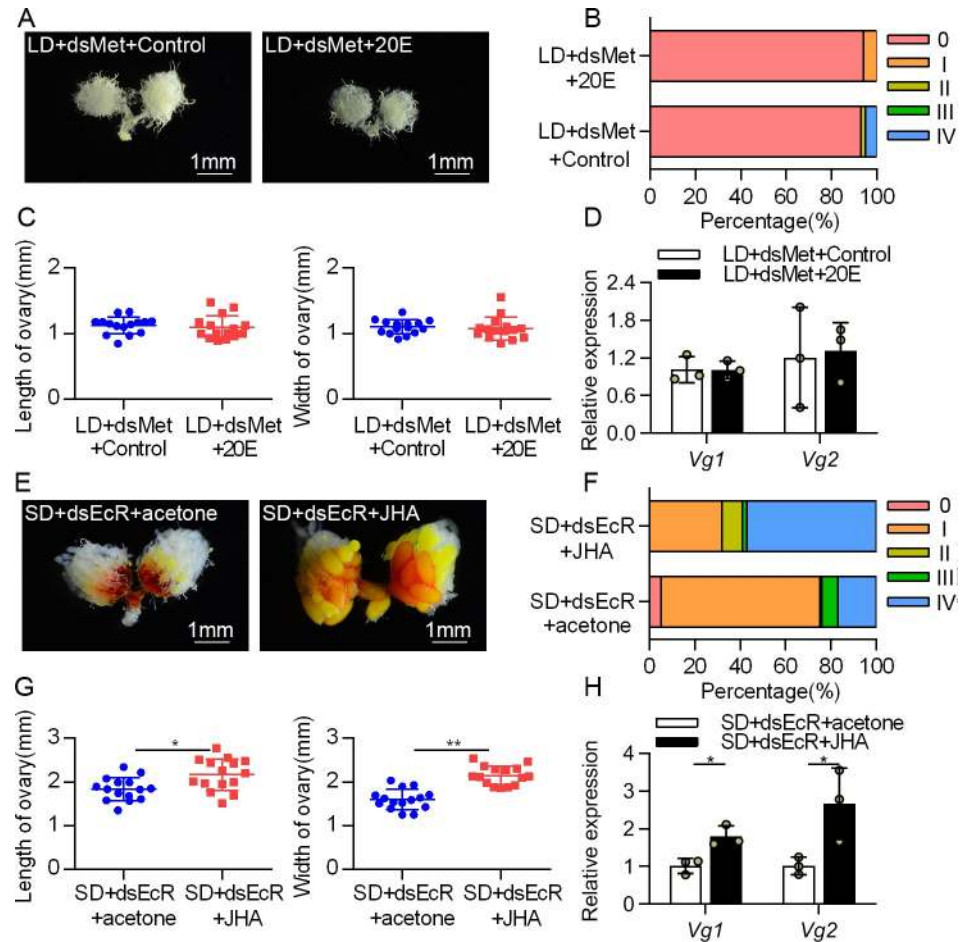 A
LD+dsMet+Control
LD+dsMet+20E
1mm
1mm
B
LD+dsMet
+20E
LD+dsMet
+Control
0
I
II
III
IV
0 20 40 60 80 100
Percentage(%)
C
Length of ovary(mm)
2
1
0
LD+dsMet
+Control
LD+dsMet
+20E
Width of ovary(mm)
2
1
0
LD+dsMet
+Control
LD+dsMet
+20E
D
LD+dsMet+Control
LD+dsMet+20E
Relative expression
2.4
1.8
1.2
0.6
0.0
Vg1
Vg2
E
SD+dsEcR+acetone
SD+dsEcR+JHA
1mm
1mm
F
SD+dsEcR
+JHA
SD+dsEcR
+acetone
0
I
II
III
IV
0 20 40 60 80 100
Percentage(%)
G
Length of ovary(mm)
3
2
1
0
*
SD+dsEcR
+acetone
SD+dsEcR
+JHA
Width of ovary(mm)
3
2
1
0
**
SD+dsEcR
+acetone
SD+dsEcR
+JHA
H
SD+dsEcR+acetone
SD+dsEcR+JHA
Relative expression
4
3
2
1
0
*
*
Vg1
Vg2